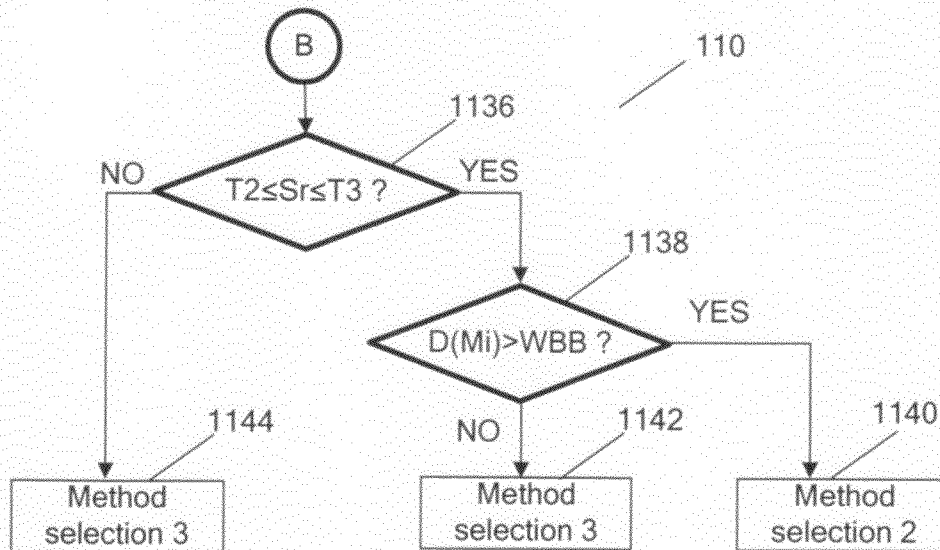 B
110
1136
NO
YES
T2≤Sr≤T3 ?
1138
YES
D(Mi)>WBB ?
1144
NO
1142
1140
Method
selection 3
Method
selection 3
Method
selection 2